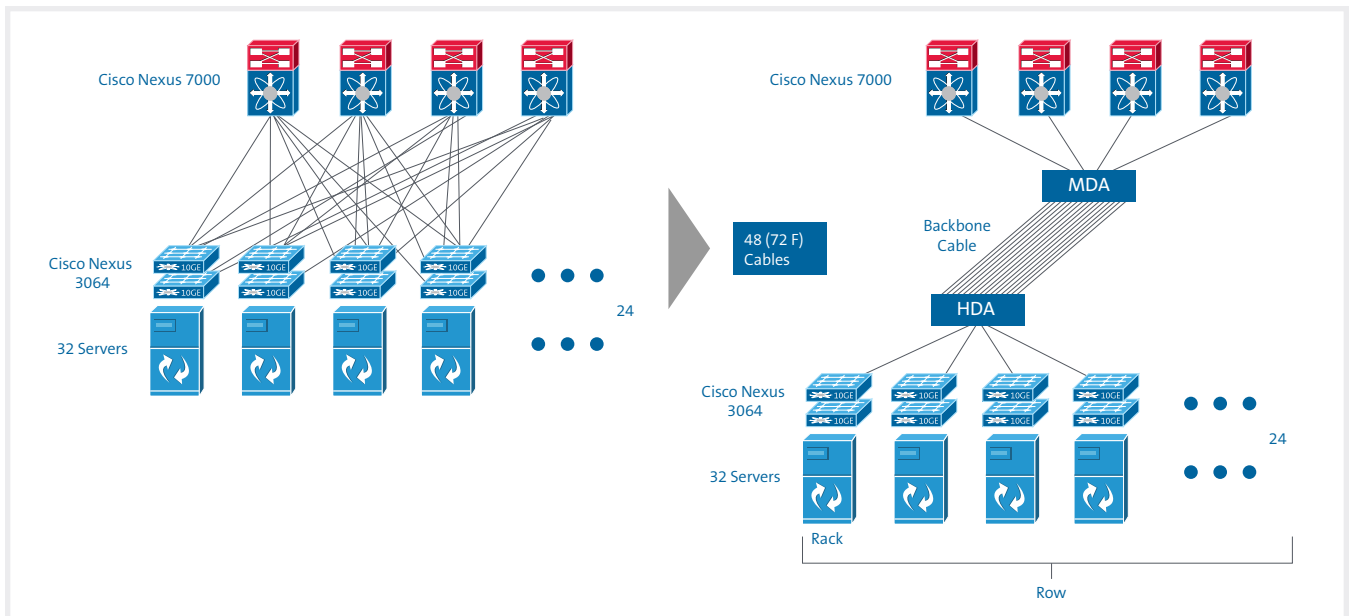 Cisco Nexus 7000
Cisco Nexus
3064
10GE 10GE 10GE 10GE
10GE 10GE 10GE 10GE
24
32 Servers
48 (72 F)
Cables
Cisco Nexus 7000
MDA
Backbone
Cable
HDA
Cisco Nexus
3064
10GE 10GE 10GE 10GE
10GE 10GE 10GE 10GE
24
32 Servers
Rack
Row